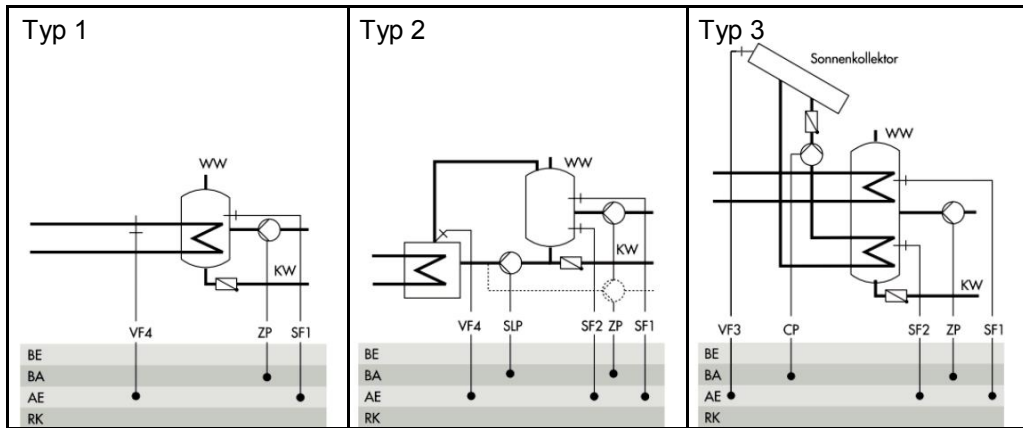 Typ 1
WW
KW
VF4 ZP SF1
BE
BA
AE
RK
Typ 2
WW
KW
VF4 SLP SF2 ZP SF1
BE
BA
AE
RK
Typ 3
Sonnenkollektor
WW
KW
VF3 CP SF2 ZP SF1
BE
BA
AE
RK